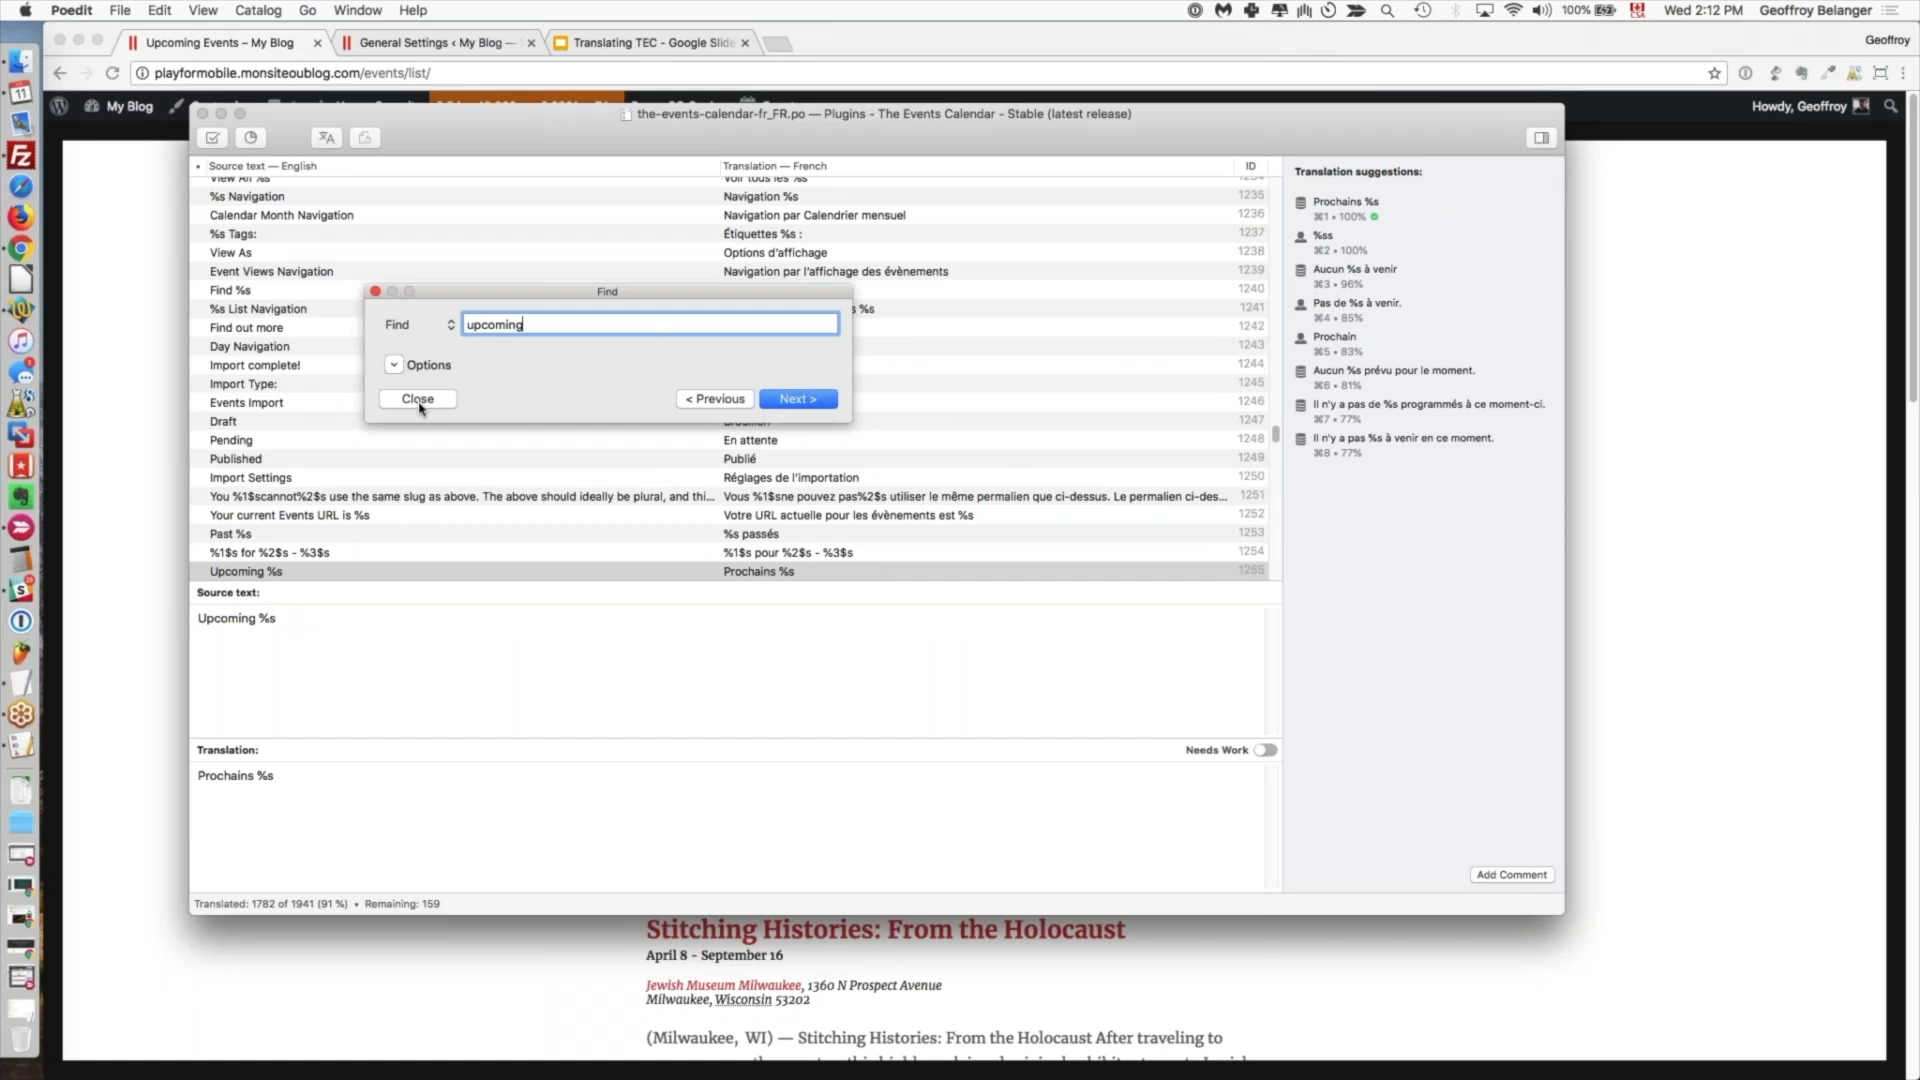 Poedit File Edit View Catalog Go Window Help 100% Wed 2:12 PM Geoffroy Belanger
Upcoming Events – My Blog × General Settings ‹ My Blog — × Translating TEC - Google Slide × Geoffroy
playformobile.monsiteoublog.com/events/list/
My Blog Howdy, Geoffroy
the-events-calendar-fr_FR.po — Plugins - The Events Calendar - Stable (latest release)
Source text — English Translation — French ID
View All %s Voir tous les %s 1234
%s Navigation Navigation %s 1235
Calendar Month Navigation Navigation par Calendrier mensuel 1236
%s Tags: Étiquettes %s : 1237
View As Options d'affichage 1238
Event Views Navigation Navigation par l'affichage des évènements 1239
Find %s 1240
%s List Navigation %s 1241
Find out more 1242
Day Navigation 1243
Import complete! 1244
Import Type: 1245
Events Import 1246
Draft Brouillon 1247
Pending En attente 1248
Published Publié 1249
Import Settings Réglages de l'importation 1250
You %1$scannot%2$s use the same slug as above. The above should ideally be plural, and thi... Vous %1$sne pouvez pas%2$s utiliser le même permalien que ci-dessus. Le permalien ci-des... 1251
Your current Events URL is %s Votre URL actuelle pour les évènements est %s 1252
Past %s %s passés 1253
%1$s for %2$s - %3$s %1$s pour %2$s - %3$s 1254
Upcoming %s Prochains %s 1255
Find
Find upcoming
Options
Close < Previous Next >
Source text:
Upcoming %s
Translation: Needs Work
Prochains %s
Translated: 1782 of 1941 (91 %) • Remaining: 159
Translation suggestions:
Prochains %s
⌘1 • 100%
%ss
⌘2 • 100%
Aucun %s à venir
⌘3 • 96%
Pas de %s à venir.
⌘4 • 85%
Prochain
⌘5 • 83%
Aucun %s prévu pour le moment.
⌘6 • 81%
Il n'y a pas de %s programmés à ce moment-ci.
⌘7 • 77%
Il n'y a pas %s à venir en ce moment.
⌘8 • 77%
Add Comment
Stitching Histories: From the Holocaust
April 8 - September 16
Jewish Museum Milwaukee, 1360 N Prospect Avenue
Milwaukee, Wisconsin 53202
(Milwaukee, WI) — Stitching Histories: From the Holocaust After traveling to